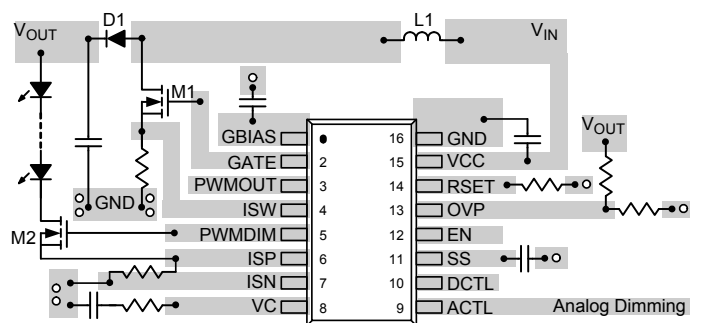 D1
L1
VOUT
VIN
M1
GBIAS
16
GND
VOUT
GATE
2
15
VCC
PWMOUT
3
14
RSET
GND
ISW
4
13
OVP
M2
PWMDIM
5
12
EN
ISP
6
11
SS
ISN
7
10
DCTL
VC
8
9
ACTL
Analog Dimming